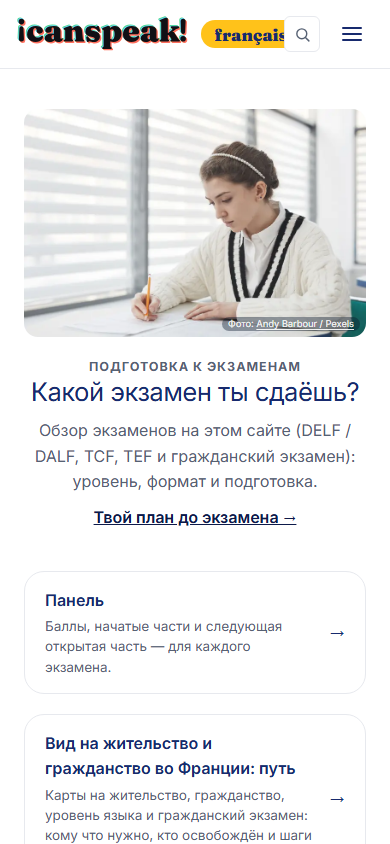 icanspeak!
français
Фото: Andy Barbour / Pexels
ПОДГОТОВКА К ЭКЗАМЕНАМ
Какой экзамен ты сдаёшь?
Обзор экзаменов на этом сайте (DELF /
DALF, TCF, TEF и гражданский экзамен):
уровень, формат и подготовка.
Твой план до экзамена →
Панель
Баллы, начатые части и следующая
открытая часть — для каждого
экзамена.
→
Вид на жительство и
гражданство во Франции: путь
Карты на жительство, гражданство,
уровень языка и гражданский экзамен:
кому что нужно, кто освобождён и шаги
→